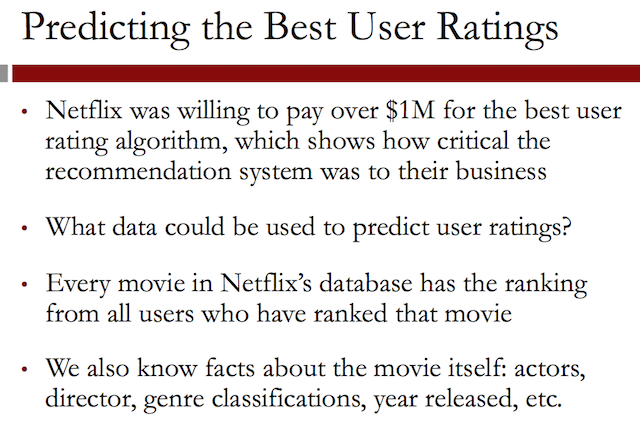 Predicting the Best User Ratings
• Netflix was willing to pay over $1M for the best user
rating algorithm, which shows how critical the
recommendation system was to their business
• What data could be used to predict user ratings?
• Every movie in Netflix’s database has the ranking
from all users who have ranked that movie
• We also know facts about the movie itself: actors,
director, genre classifications, year released, etc.